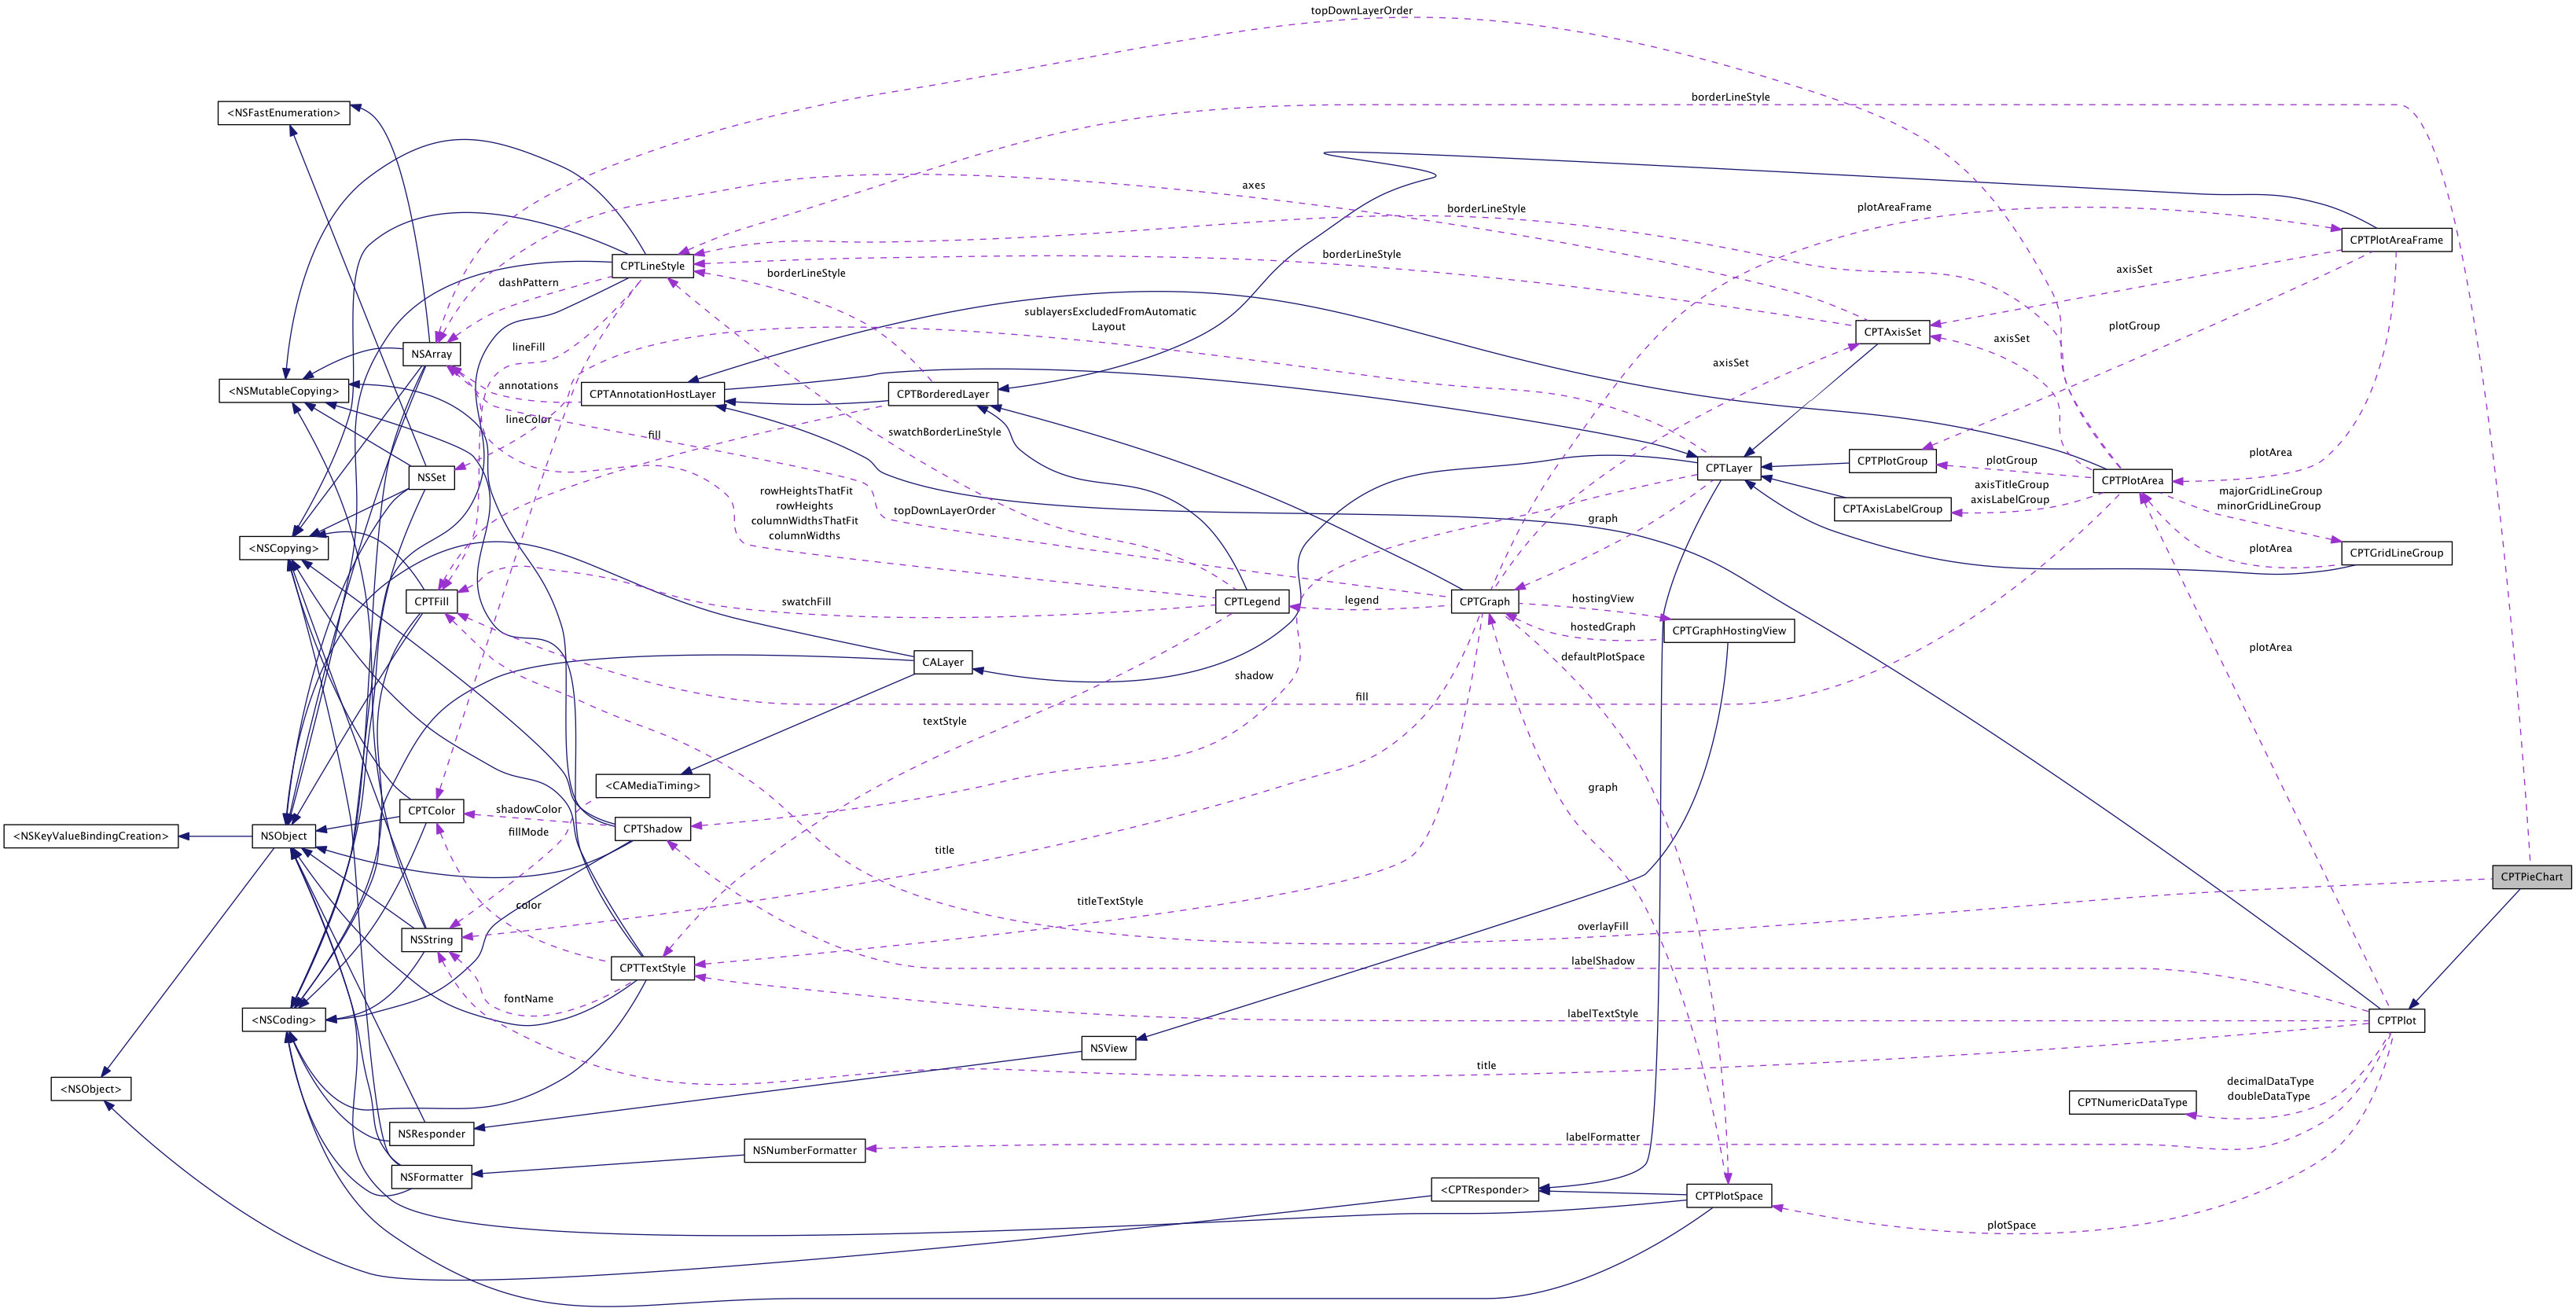 topDownLayerOrder
borderLineStyle
<NSFastEnumeration>
axes
plotAreaFrame
borderLineStyle
CPTPlotAreaFrame
CPTLineStyle
borderLineStyle
borderLineStyle
axisSet
dashPattern
sublayersExcludedFromAutomatic
Layout
plotGroup
CPTAxisSet
axisSet
NSArray
lineFill
axisSet
annotations
<NSMutableCopying>
CPTAnnotationHostLayer
CPTBorderedLayer
lineColor
fill
swatchBorderLineStyle
plotArea
CPTPlotGroup
plotGroup
CPTLayer
NSSet
CPTPlotArea
axisTitleGroup
axisLabelGroup
majorGridLineGroup
minorGridLineGroup
rowHeightsThatFit
rowHeights
columnWidthsThatFit
columnWidths
topDownLayerOrder
CPTAxisLabelGroup
graph
<NSCopying>
plotArea
CPTGridLineGroup
CPTFill
swatchFill
CPTLegend
legend
CPTGraph
hostingView
hostedGraph
CPTGraphHostingView
plotArea
defaultPlotSpace
CALayer
shadow
fill
textStyle
<CAMediaTiming>
graph
CPTColor
shadowColor
fillMode
CPTShadow
<NSKeyValueBindingCreation>
NSObject
title
CPTPieChart
color
titleTextStyle
overlayFill
NSString
CPTTextStyle
labelShadow
fontName
labelTextStyle
<NSCoding>
CPTPlot
NSView
title
<NSObject>
decimalDataType
doubleDataType
CPTNumericDataType
NSResponder
labelFormatter
NSNumberFormatter
NSFormatter
<CPTResponder>
CPTPlotSpace
plotSpace